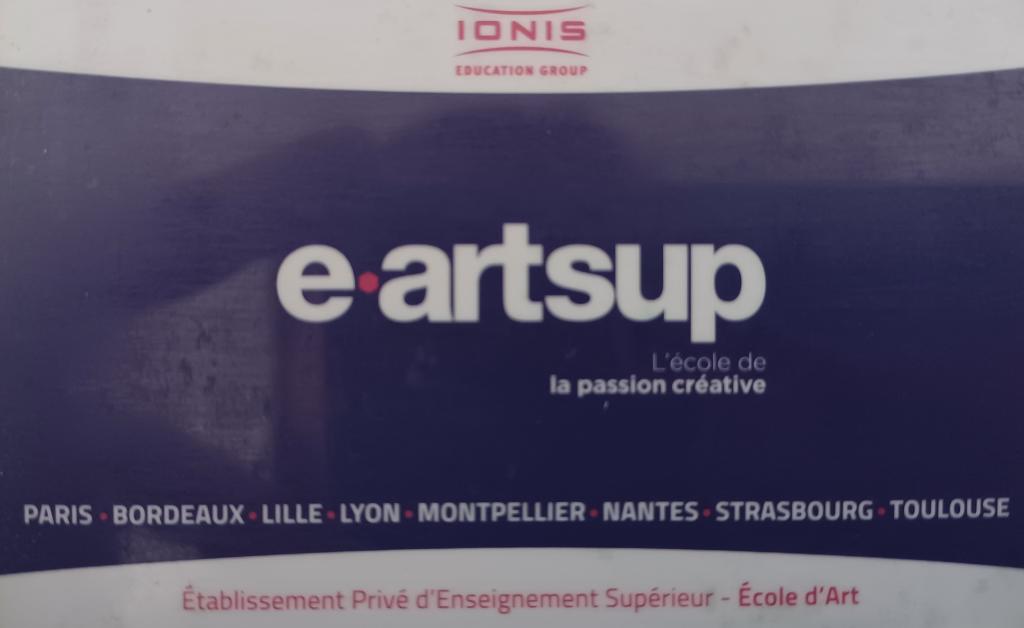 IONIS
EDUCATION GROUP
e·artsup
L'école de
la passion créative
PARIS • BORDEAUX • LILLE • LYON • MONTPELLIER • NANTES • STRASBOURG • TOULOUSE
Établissement Privé d'Enseignement Supérieur - École d'Art